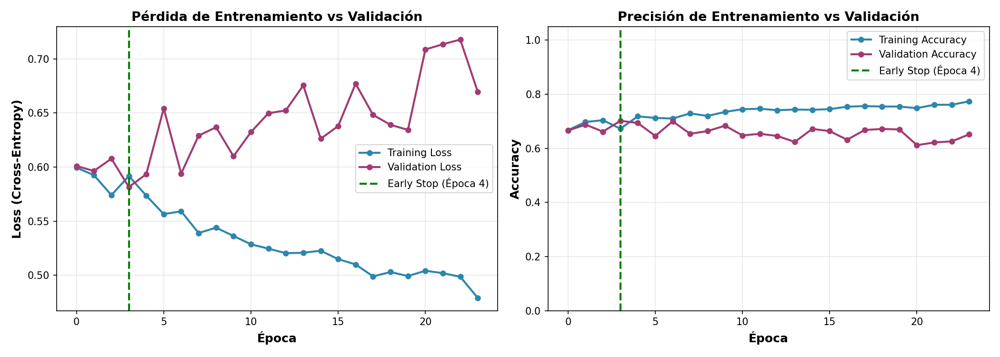 Pérdida de Entrenamiento vs Validación
Loss (Cross-Entropy)
0.70
0.65
0.60
0.55
0.50
Training Loss
Validation Loss
Early Stop (Época 4)
0
5
10
15
20
Época
Precisión de Entrenamiento vs Validación
Accuracy
1.0
0.8
0.6
0.4
0.2
0.0
Training Accuracy
Validation Accuracy
Early Stop (Época 4)
0
5
10
15
20
Época